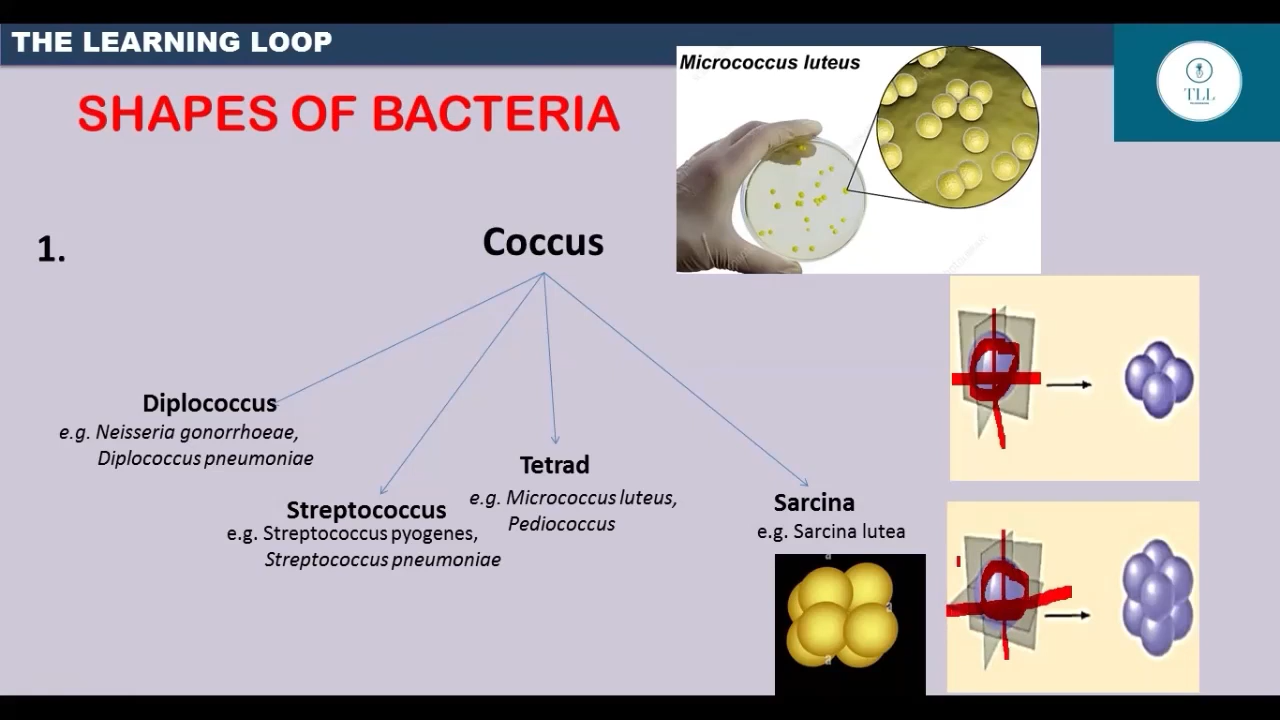 THE LEARNING LOOP
TLL
Micrococcus luteus
SHAPES OF BACTERIA
1.
Coccus
Diplococcus
e.g. Neisseria gonorrhoeae,
Diplococcus pneumoniae
Streptococcus
e.g. Streptococcus pyogenes,
Streptococcus pneumoniae
Tetrad
e.g. Micrococcus luteus,
Pediococcus
Sarcina
e.g. Sarcina lutea
a
a
a